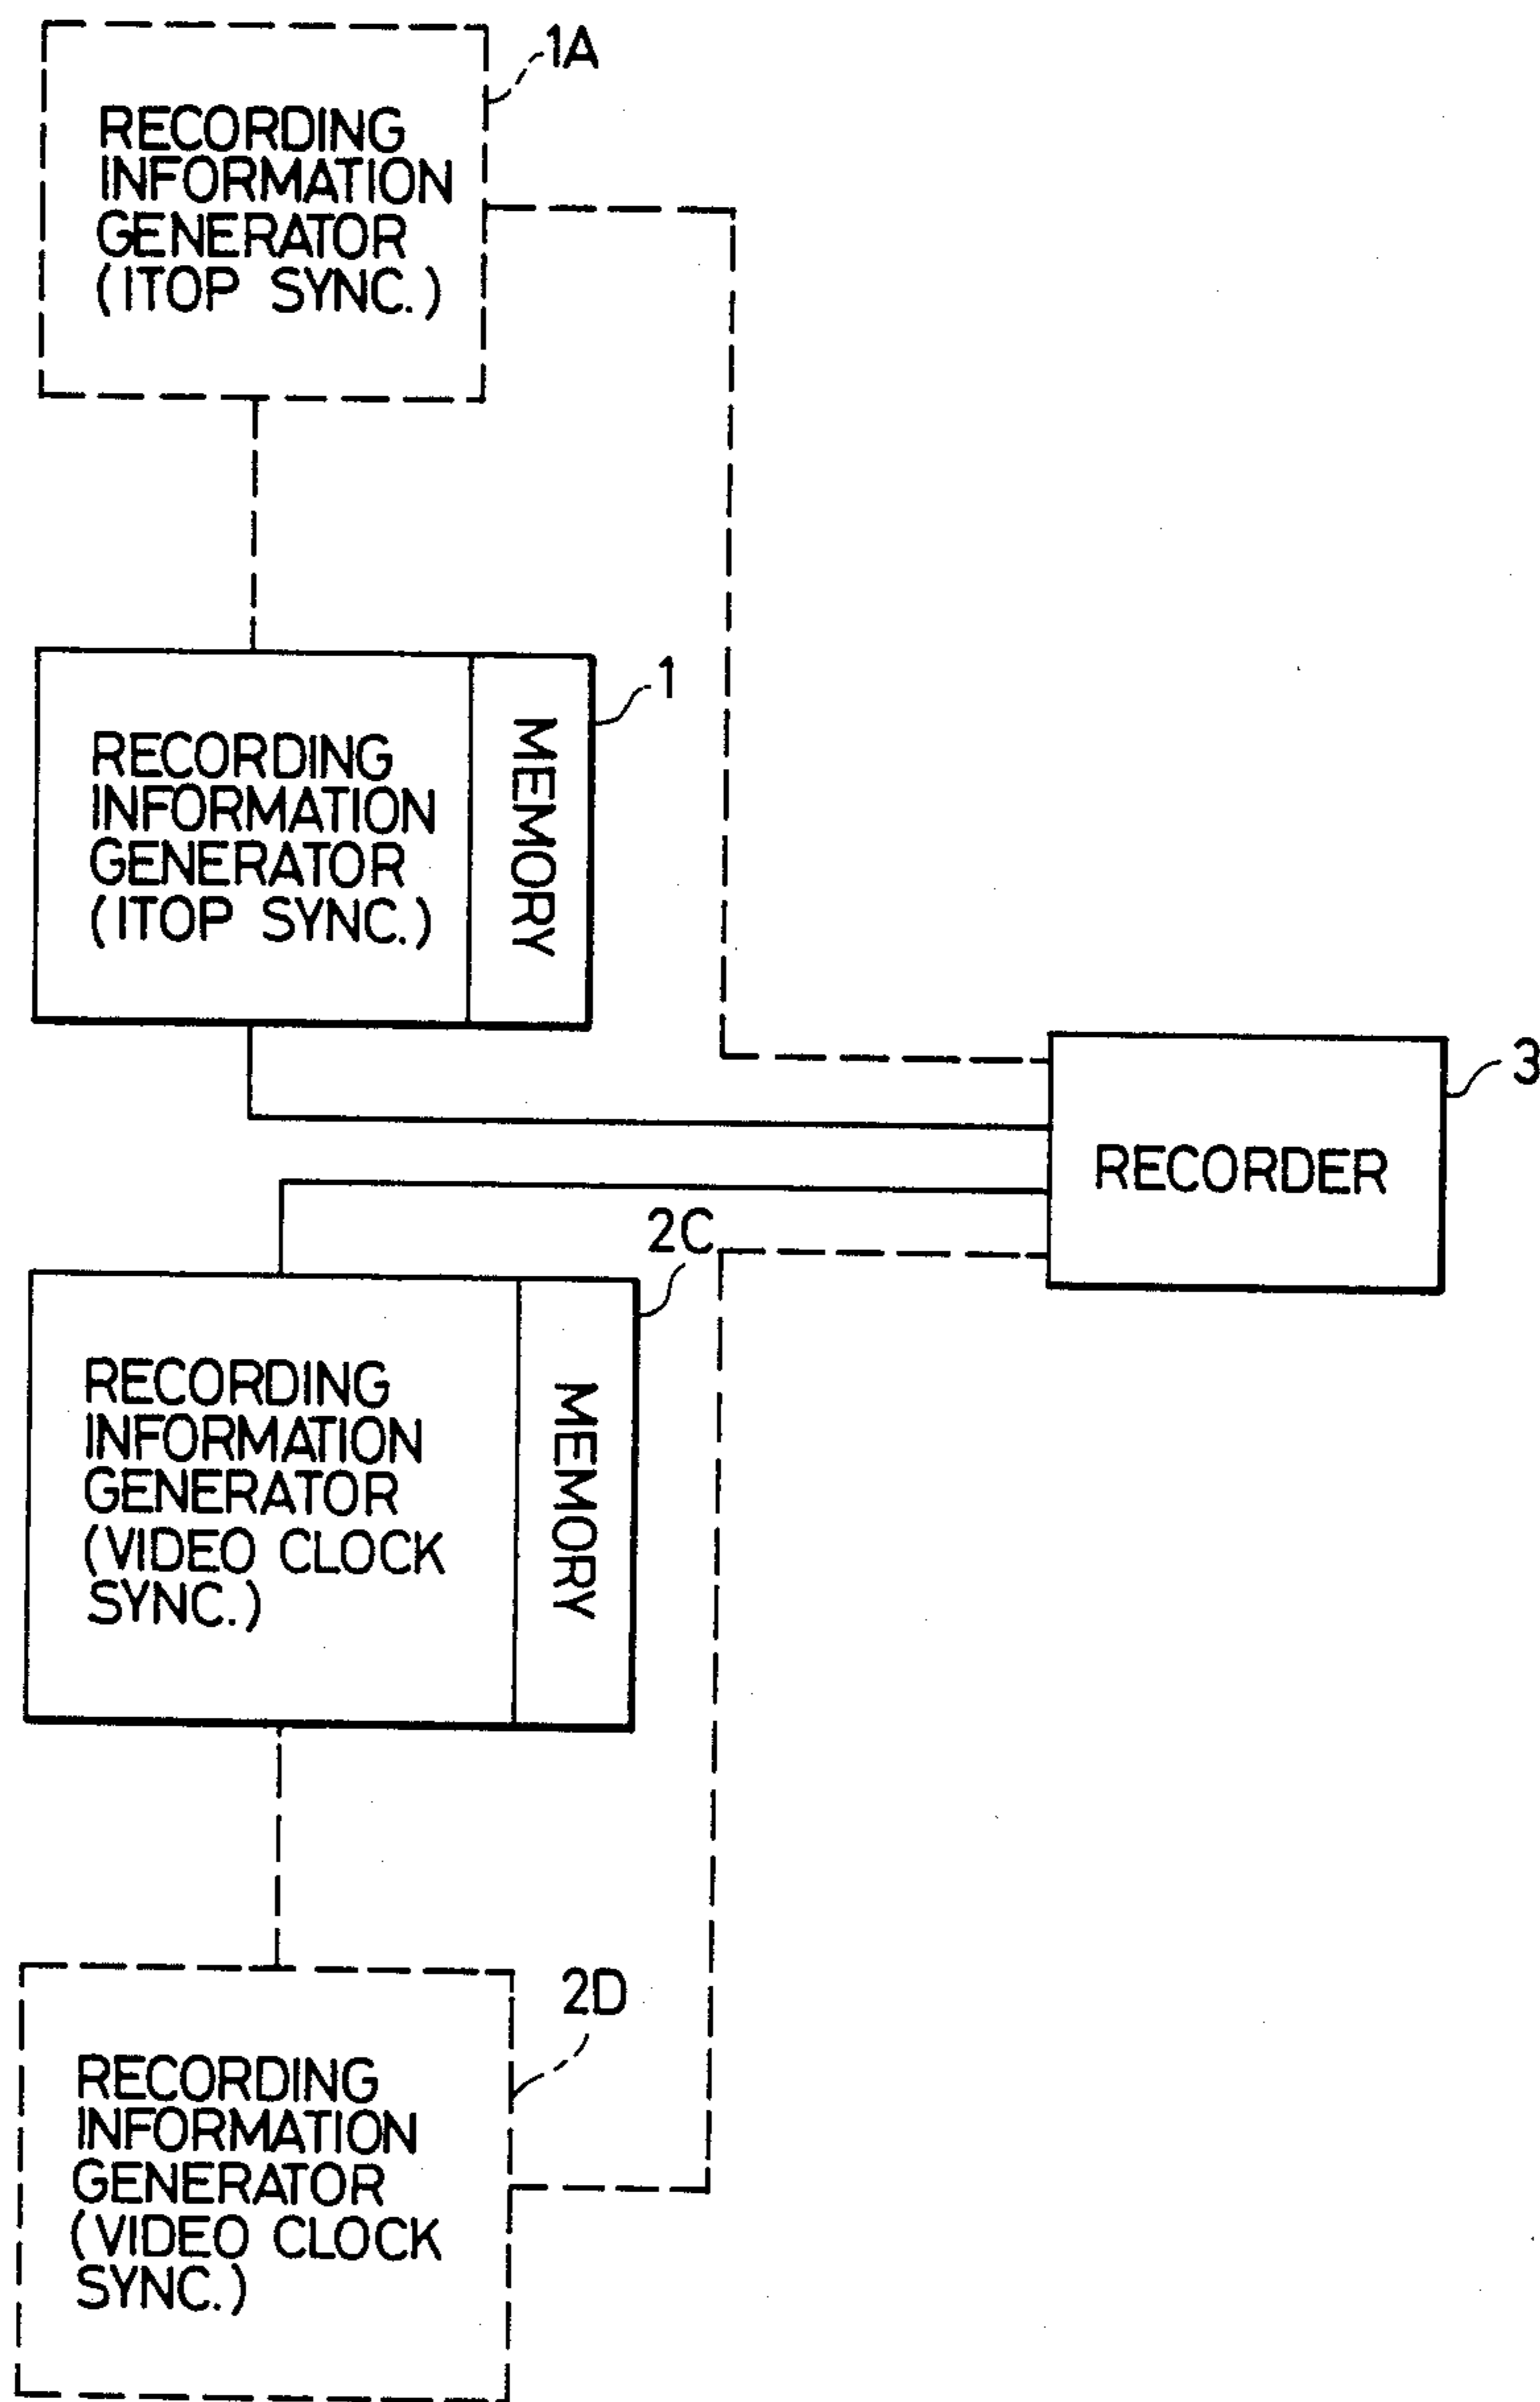 1A
RECORDING
INFORMATION
GENERATOR
(ITOP SYNC.)
1
RECORDING
INFORMATION
GENERATOR
(ITOP SYNC.)
MEMORY
3
RECORDER
2C
RECORDING
INFORMATION
GENERATOR
(VIDEO CLOCK
SYNC.)
MEMORY
2D
RECORDING
INFORMATION
GENERATOR
(VIDEO CLOCK
SYNC.)